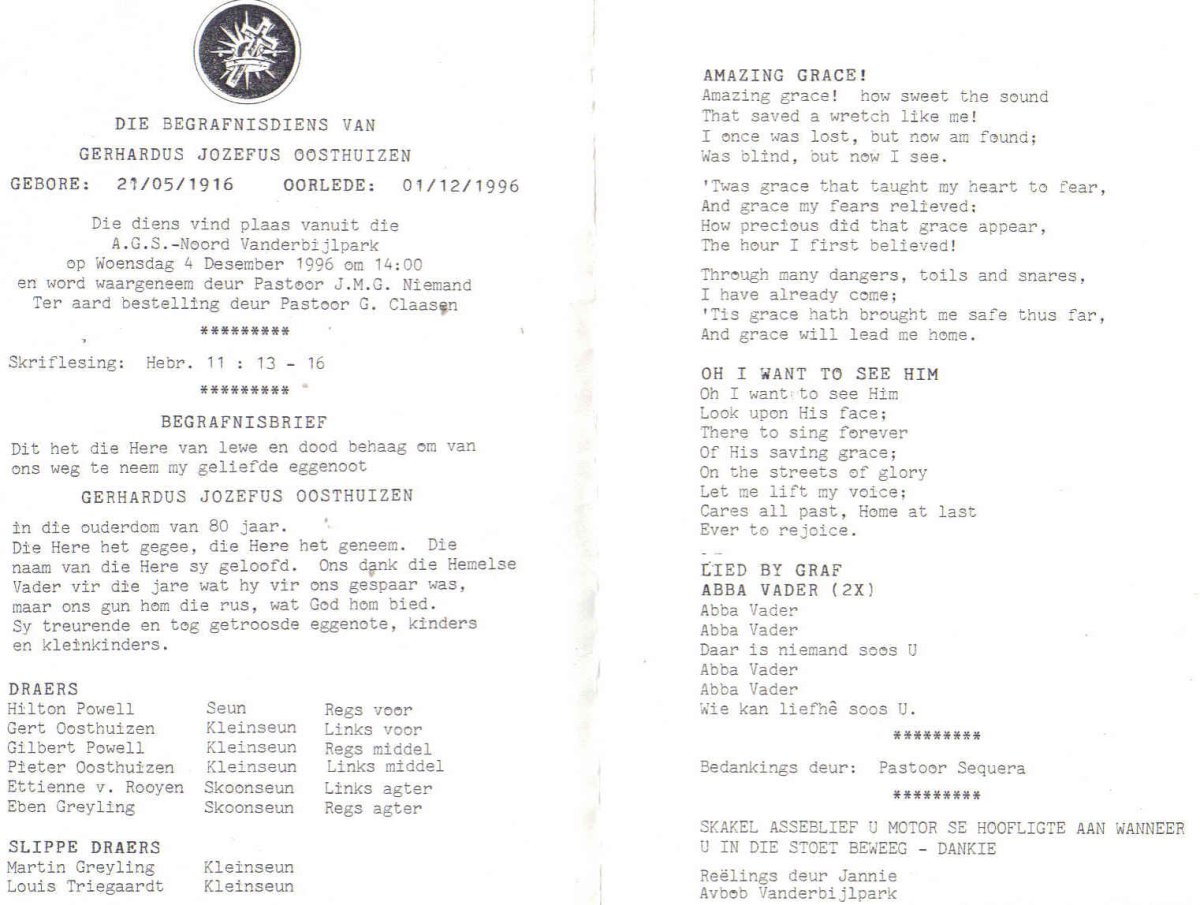 DIE BEGRAFNISDIENS VAN
GERHARDUS JOZEFUS OOSTHUIZEN
GEBORE: 21/05/1916 OORLEDE: 01/12/1996
Die diens vind plaas vanuit die
A.G.S.-Noord Vanderbijlpark
op Woensdag 4 Desember 1996 om 14:00
en word waargeneem deur Pastoor J.M.G. Niemand
Ter aard bestelling deur Pastoor G. Claasen
*********
Skriflesing: Hebr. 11 : 13 - 16
*********
BEGRAFNISBRIEF
Dit het die Here van lewe en dood behaag om van
ons weg te neem my geliefde eggenoot
GERHARDUS JOZEFUS OOSTHUIZEN
in die ouderdom van 80 jaar.
Die Here het gegee, die Here het geneem. Die
naam van die Here sy geloofd. Ons dank die Hemelse
Vader vir die jare wat hy vir ons gespaar was,
maar ons gun hom die rus, wat God hom bied.
Sy treurende en tog getroosde eggenote, kinders
en kleinkinders.
DRAERS
Hilton Powell Seun Regs voor
Gert Oosthuizen Kleinseun Links voor
Gilbert Powell Kleinseun Regs middel
Pieter Oosthuizen Kleinseun Links middel
Ettienne v. Rooyen Skoonseun Links agter
Eben Greyling Skoonseun Regs agter
SLIPPE DRAERS
Martin Greyling Kleinseun
Louis Triegaardt Kleinseun
AMAZING GRACE!
Amazing grace! how sweet the sound
That saved a wretch like me!
I once was lost, but now am found;
Was blind, but now I see.
'Twas grace that taught my heart to fear,
And grace my fears relieved;
How precious did that grace appear,
The hour I first believed!
Through many dangers, toils and snares,
I have already come;
'Tis grace hath brought me safe thus far,
And grace will lead me home.
OH I WANT TO SEE HIM
Oh I want to see Him
Look upon His face;
There to sing forever
Of His saving grace;
On the streets of glory
Let me lift my voice;
Cares all past, Home at last
Ever to rejoice.
LIED BY GRAF
ABBA VADER (2X)
Abba Vader
Abba Vader
Daar is niemand soos U
Abba Vader
Abba Vader
Wie kan liefhê soos U.
*********
Bedankings deur: Pastoor Sequera
*********
SKAKEL ASSEBLIEF U MOTOR SE HOOFLIGTE AAN WANNEER
U IN DIE STOET BEWEEG - DANKIE
Reëlings deur Jannie
Avbob Vanderbijlpark